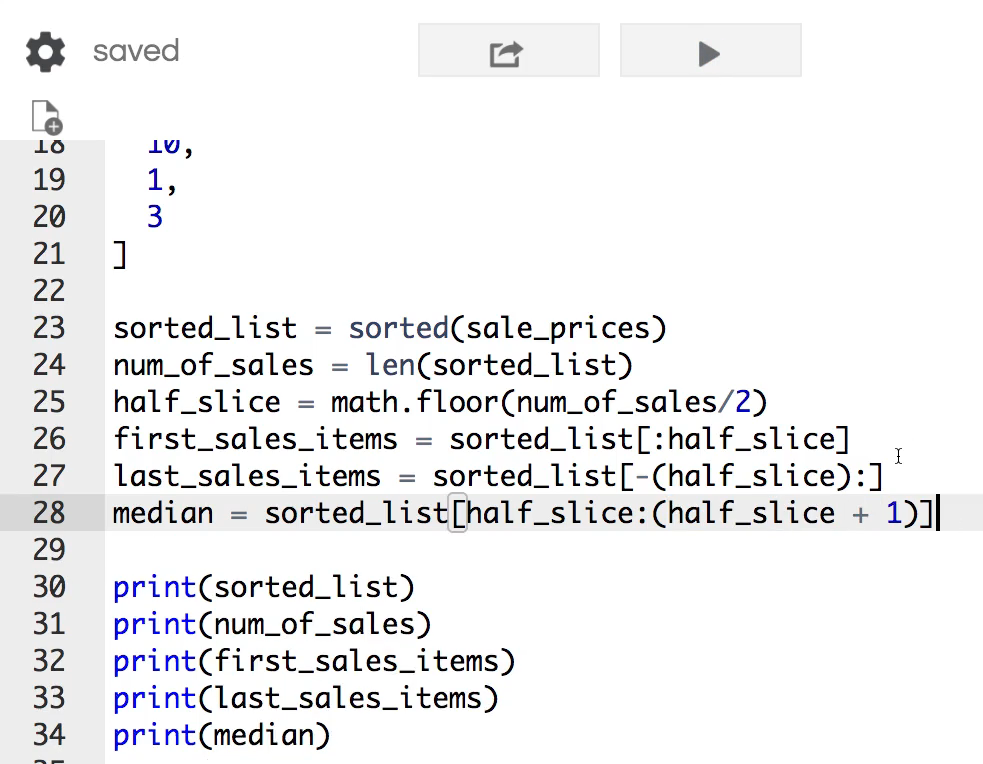 saved
18 10,
19 1,
20 3
21 ]
22
23 sorted_list = sorted(sale_prices)
24 num_of_sales = len(sorted_list)
25 half_slice = math.floor(num_of_sales/2)
26 first_sales_items = sorted_list[:half_slice]
27 last_sales_items = sorted_list[-(half_slice):]
28 median = sorted_list[half_slice:(half_slice + 1)]
29
30 print(sorted_list)
31 print(num_of_sales)
32 print(first_sales_items)
33 print(last_sales_items)
34 print(median)